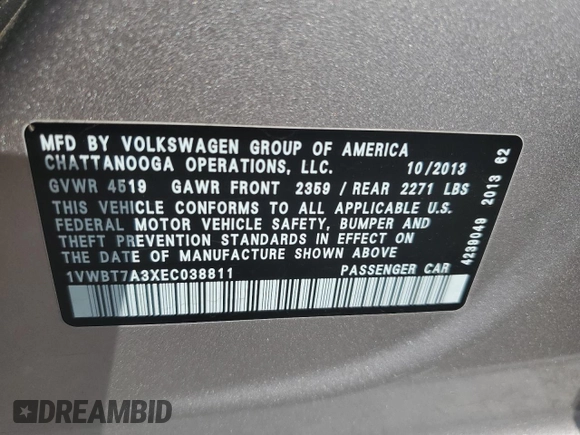 MFD BY VOLKSWAGEN GROUP OF AMERICA
CHATTANOOGA OPERATIONS, LLC. 10/2013
GVWR 4519 GAWR FRONT 2359 / REAR 2271 LBS
THIS VEHICLE CONFORMS TO ALL APPLICABLE U.S.
FEDERAL MOTOR VEHICLE SAFETY, BUMPER AND
THEFT PREVENTION STANDARDS IN EFFECT ON
THE DATE OF MANUFACTURE SHOWN ABOVE
1VWBT7A3XEC038811 PASSENGER CAR
4239049 2013 62
DREAMBID